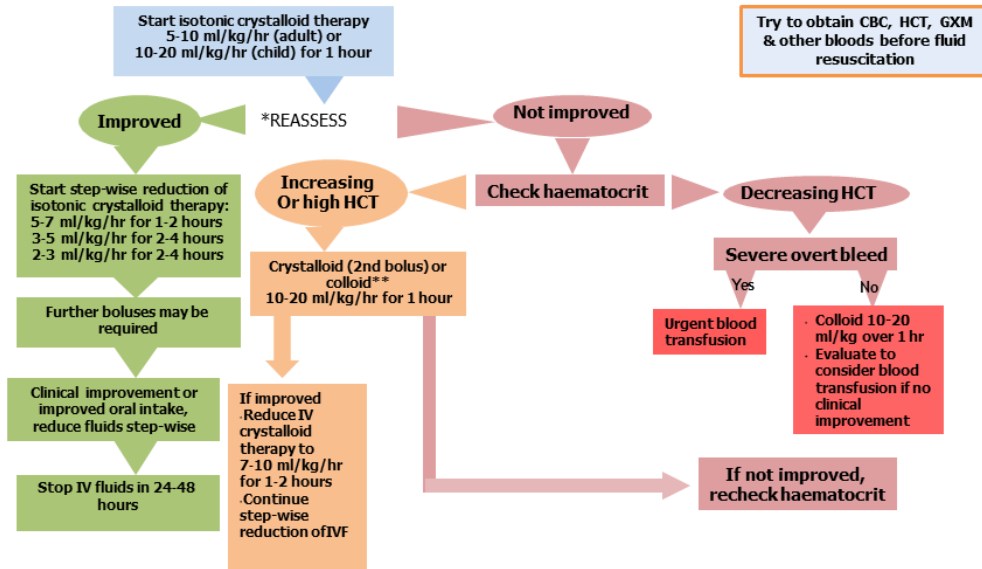 Start isotonic crystalloid therapy
5-10 ml/kg/hr (adult) or
10-20 ml/kg/hr (child) for 1 hour
Try to obtain CBC, HCT, GXM
& other bloods before fluid
resuscitation
Improved
*REASSESS
Not improved
Start step-wise reduction of
isotonic crystalloid therapy:
5-7 ml/kg/hr for 1-2 hours
3-5 ml/kg/hr for 2-4 hours
2-3 ml/kg/hr for 2-4 hours
Increasing
Or high HCT
Check haematocrit
Decreasing HCT
Crystalloid (2nd bolus) or
colloid**
10-20 ml/kg/hr for 1 hour
Severe overt bleed
Yes
No
Further boluses may be
required
Urgent blood
transfusion
· Colloid 10-20
ml/kg over 1 hr
· Evaluate to
consider blood
transfusion if no
clinical
improvement
Clinical improvement or
improved oral intake,
reduce fluids step-wise
If improved
·Reduce IV
crystalloid
therapy to
7-10 ml/kg/hr
for 1-2 hours
·Continue
step-wise
reduction of IVF
Stop IV fluids in 24-48
hours
If not improved,
recheck haematocrit